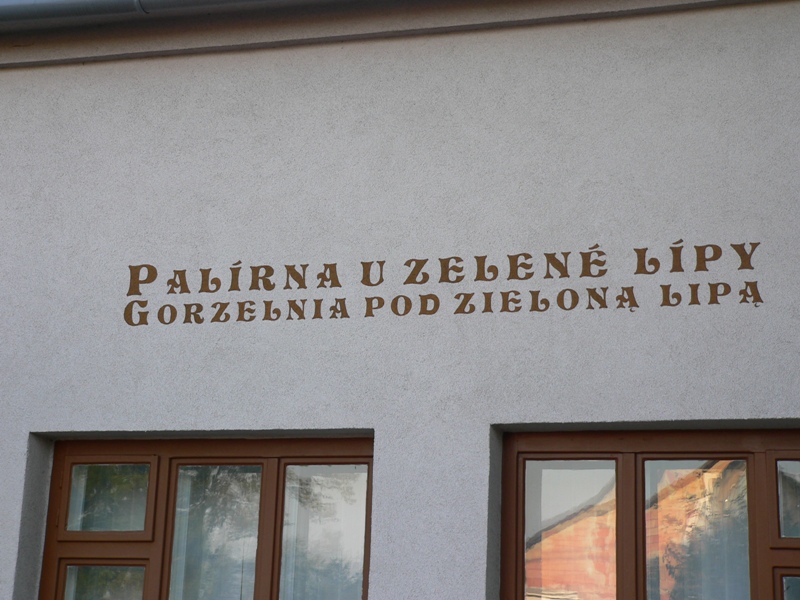 PALÍRNA U ZELENÉ LÍPY
GORZELNIA POD ZIELONĄ LIPĄ